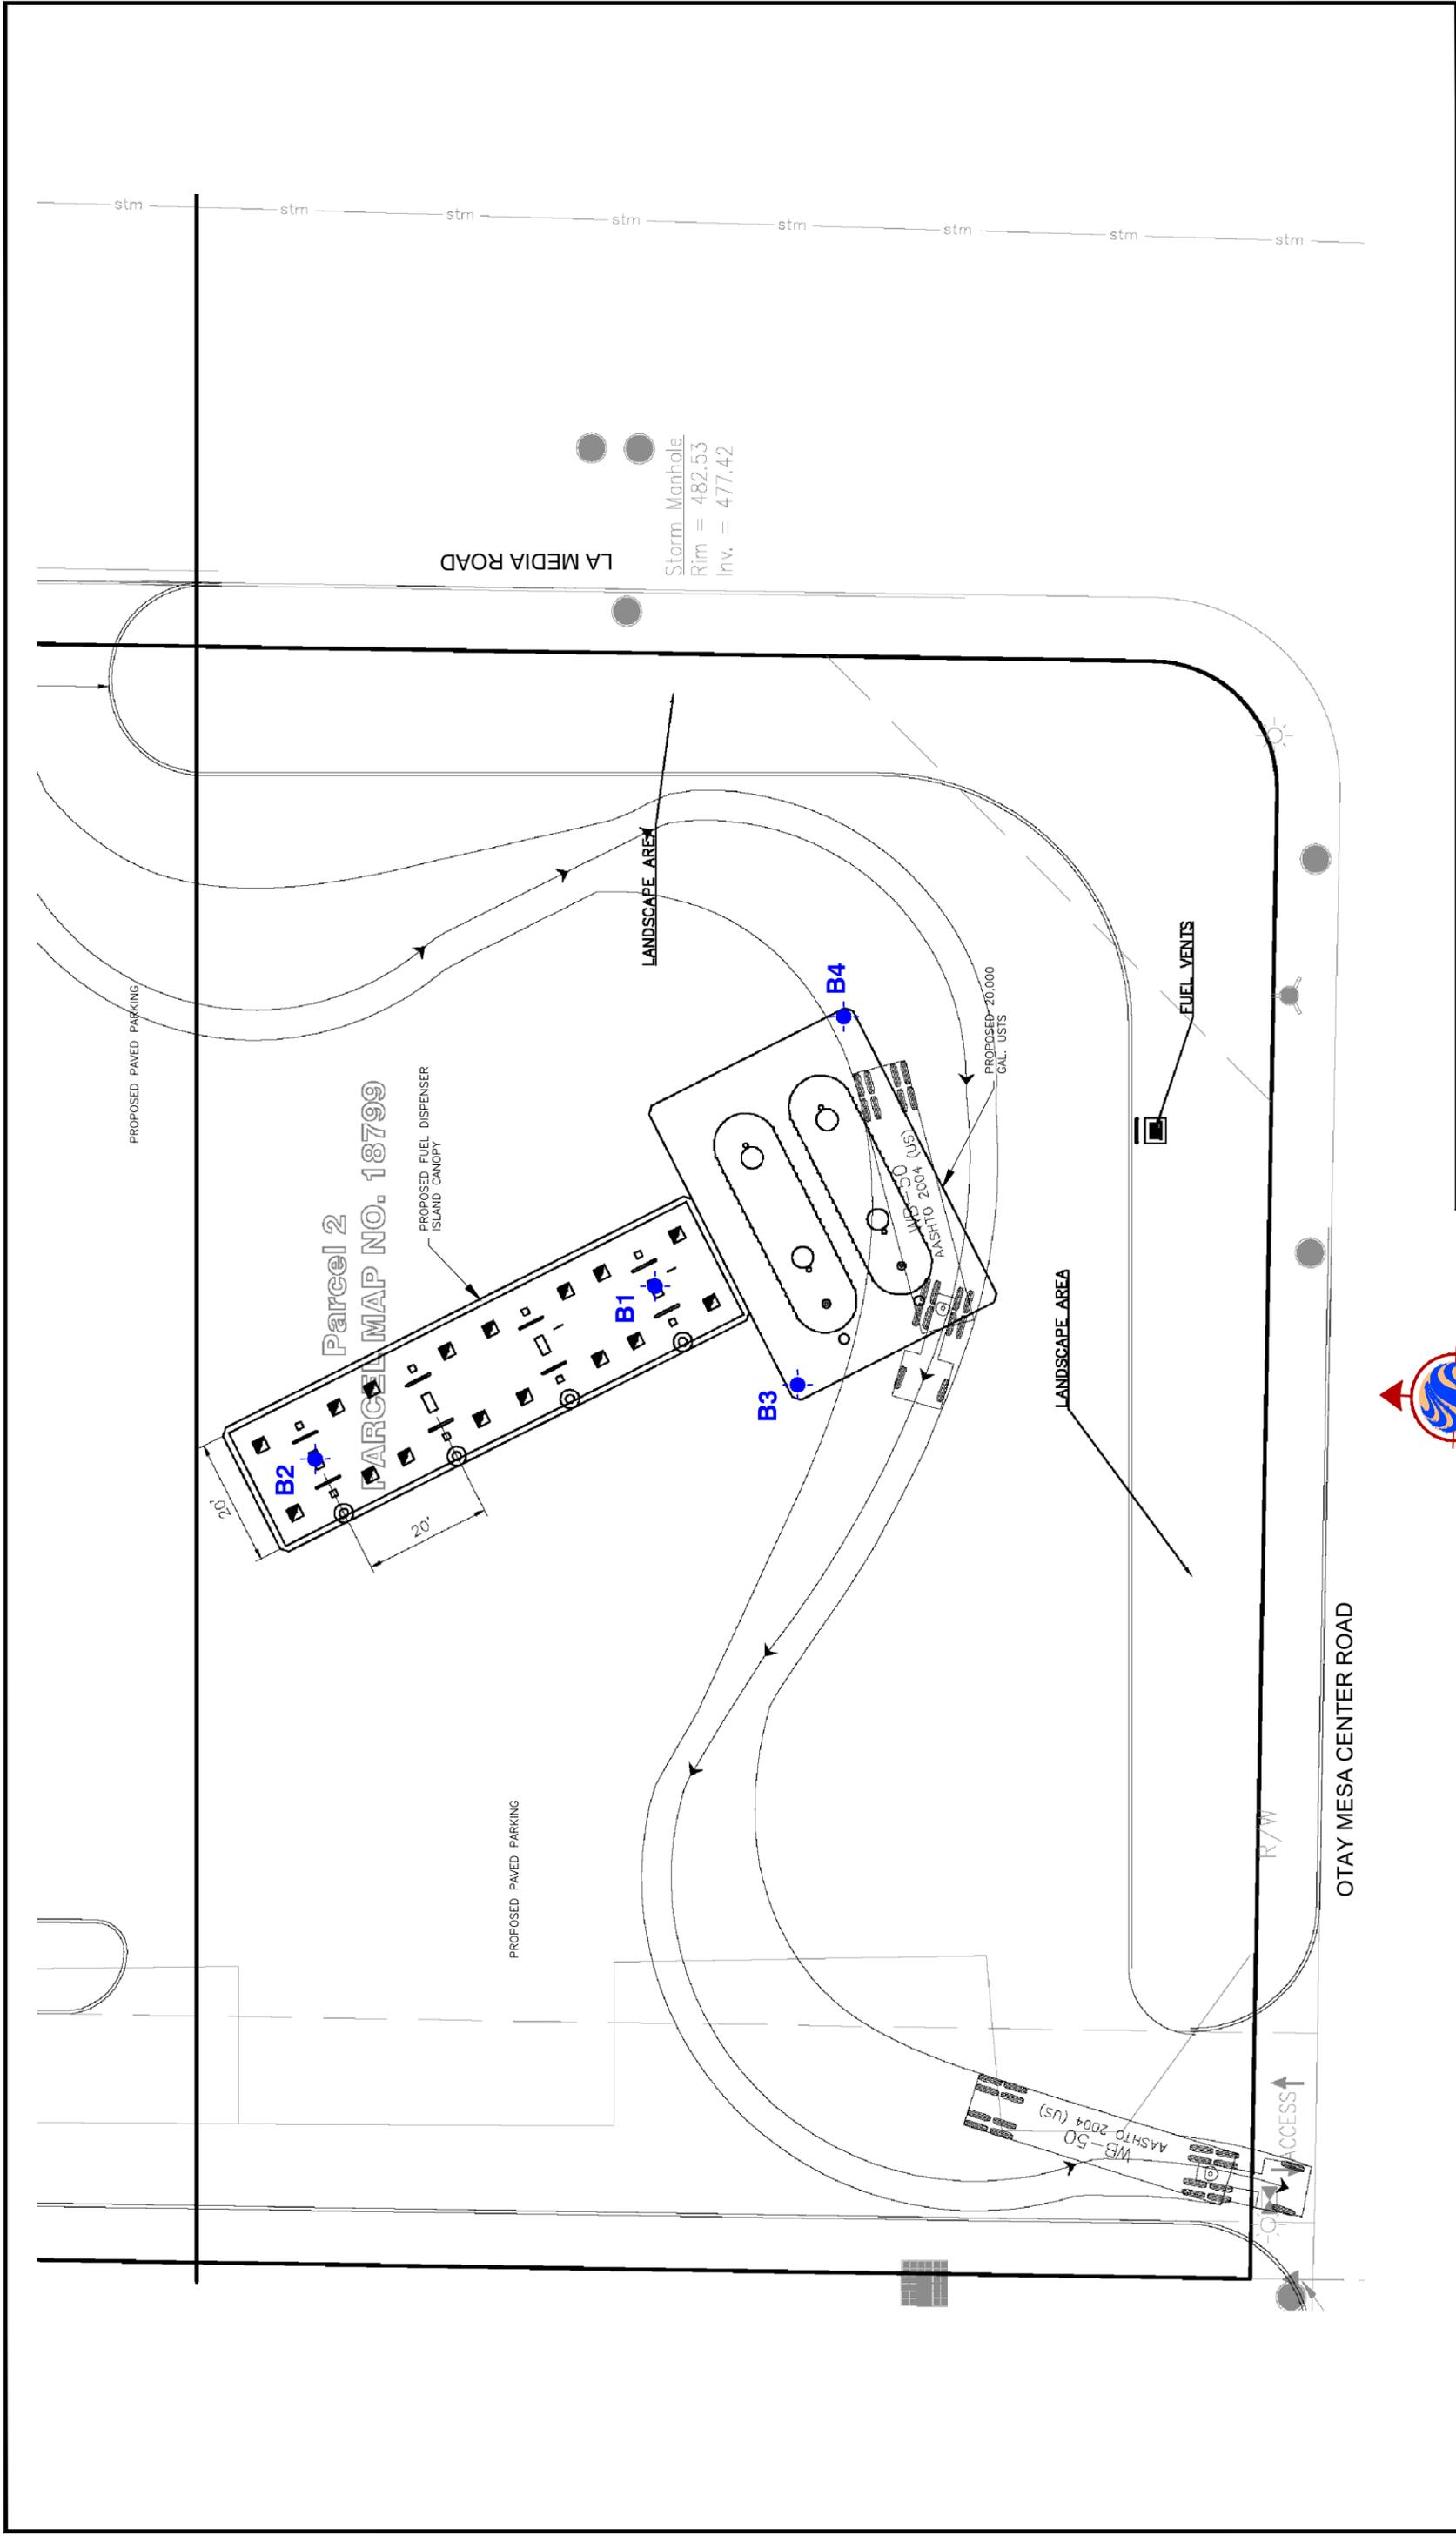 stm
stm
stm
stm
stm
stm
stm
stm
Storm Manhole
Rim = 482.53
Inv. = 477.42
LA MEDIA ROAD
LANDSCAPE AREA
PROPOSED PAVED PARKING
B4
FUEL VENTS
PROPOSED 20,000
GAL. USTS
PROPOSED FUEL DISPENSER
ISLAND CANOPY
Parcel 2
PARCEL MAP NO. 18799
WB-50
AASHTO 2004 (US)
B1
B3
B2
20'
20'
LANDSCAPE AREA
PROPOSED PAVED PARKING
R/W
OTAY MESA CENTER ROAD
WB-50
AASHTO 2004 (US)
ACCESS